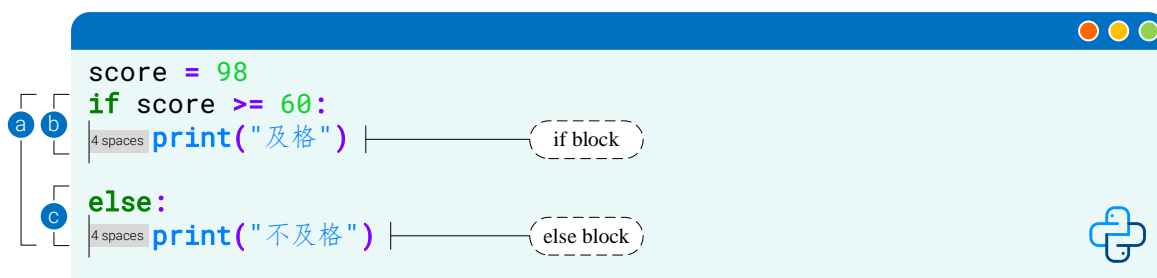 score = 98
a b if score >= 60:
4 spaces print("及格") if block
c else:
4 spaces print("不及格") else block